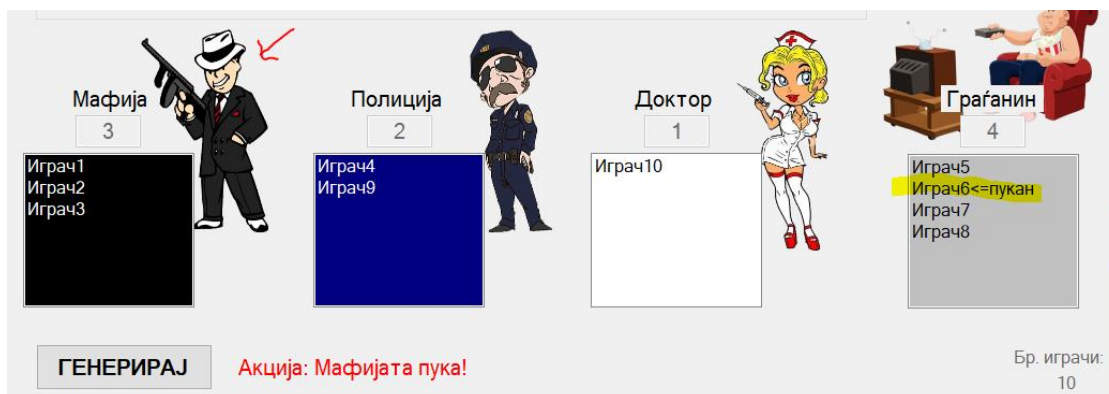 Мафија
3
Играч1
Играч2
Играч3
Полиција
2
Играч4
Играч9
Доктор
1
Играч10
Граѓанин
4
Играч5
Играч6<=пукан
Играч7
Играч8
ГЕНЕРИРАЈ
Акција: Мафијата пука!
Бр. играчи:
10